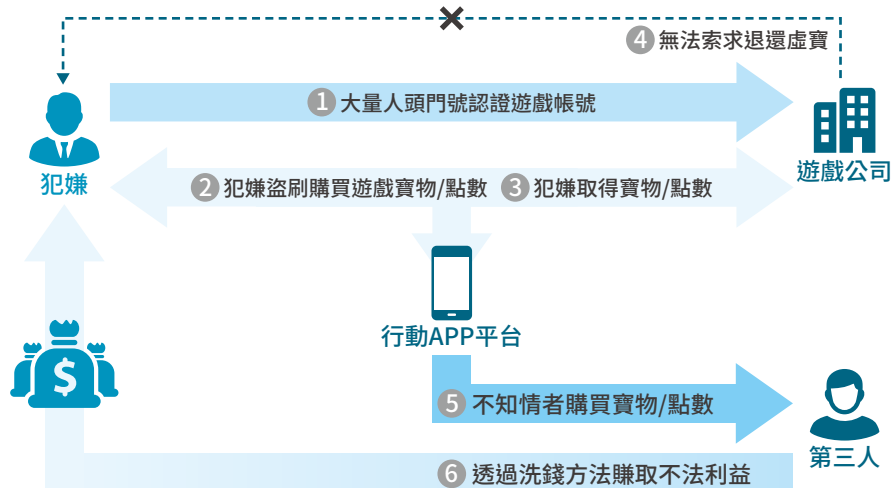 4 無法索求退還虛寶
1 大量人頭門號認證遊戲帳號
犯嫌
遊戲公司
2 犯嫌盜刷購買遊戲寶物/點數
3 犯嫌取得寶物/點數
行動APP平台
$
5 不知情者購買寶物/點數
第三人
6 透過洗錢方法賺取不法利益